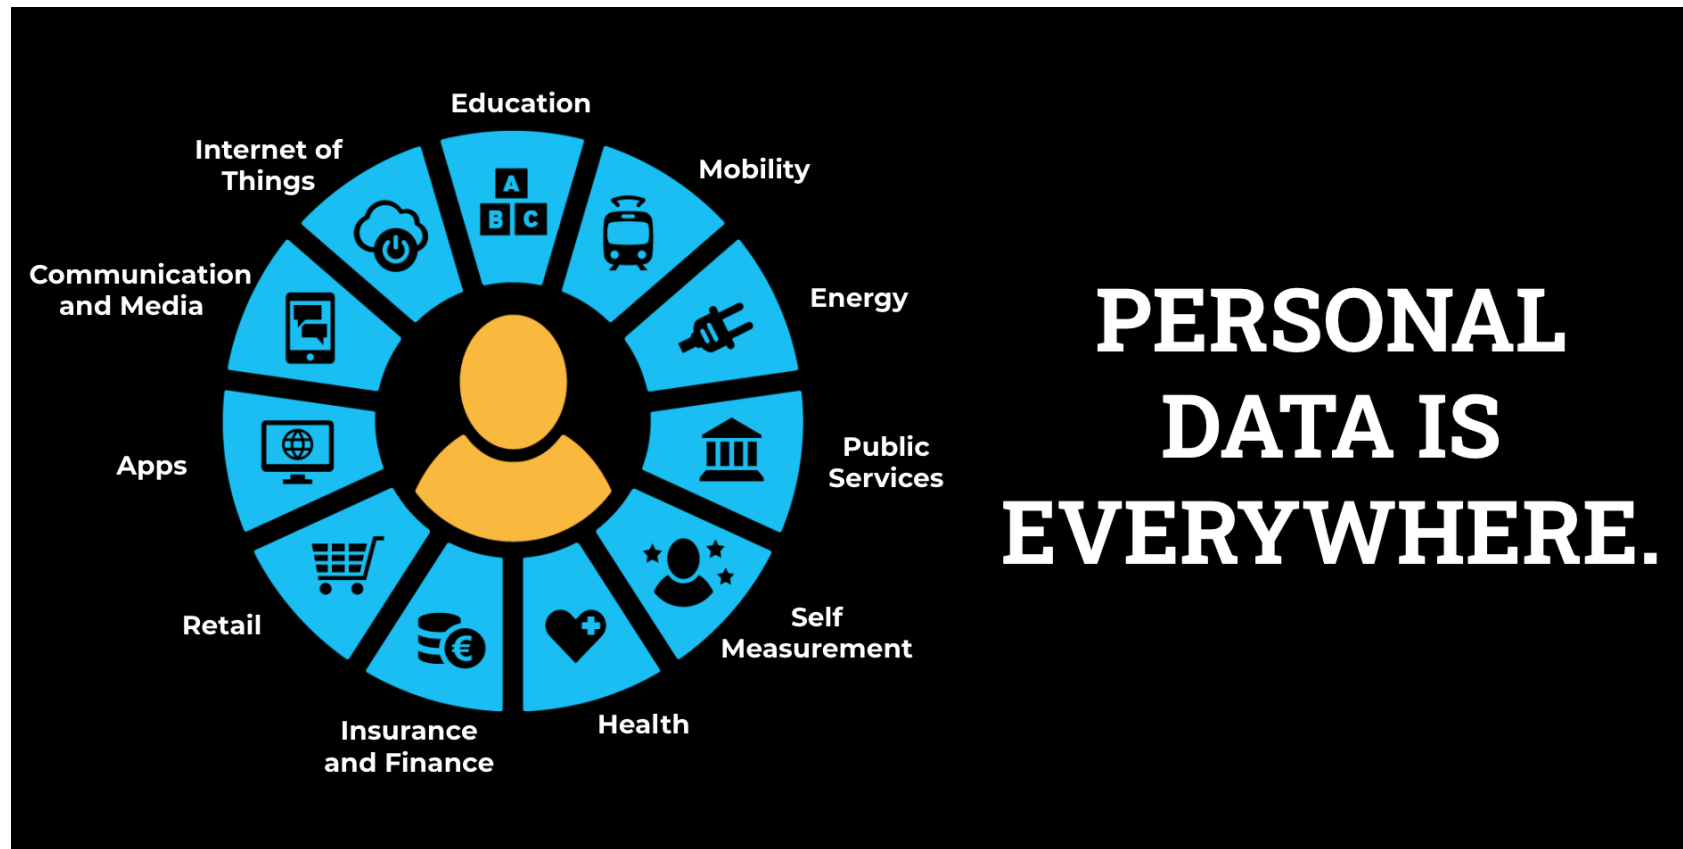 Education
Mobility
Energy
Public
Services
Self
Measurement
Health
Insurance
and Finance
Retail
Apps
Communication
and Media
Internet of
Things
A
B C
€
PERSONAL
DATA IS
EVERYWHERE.